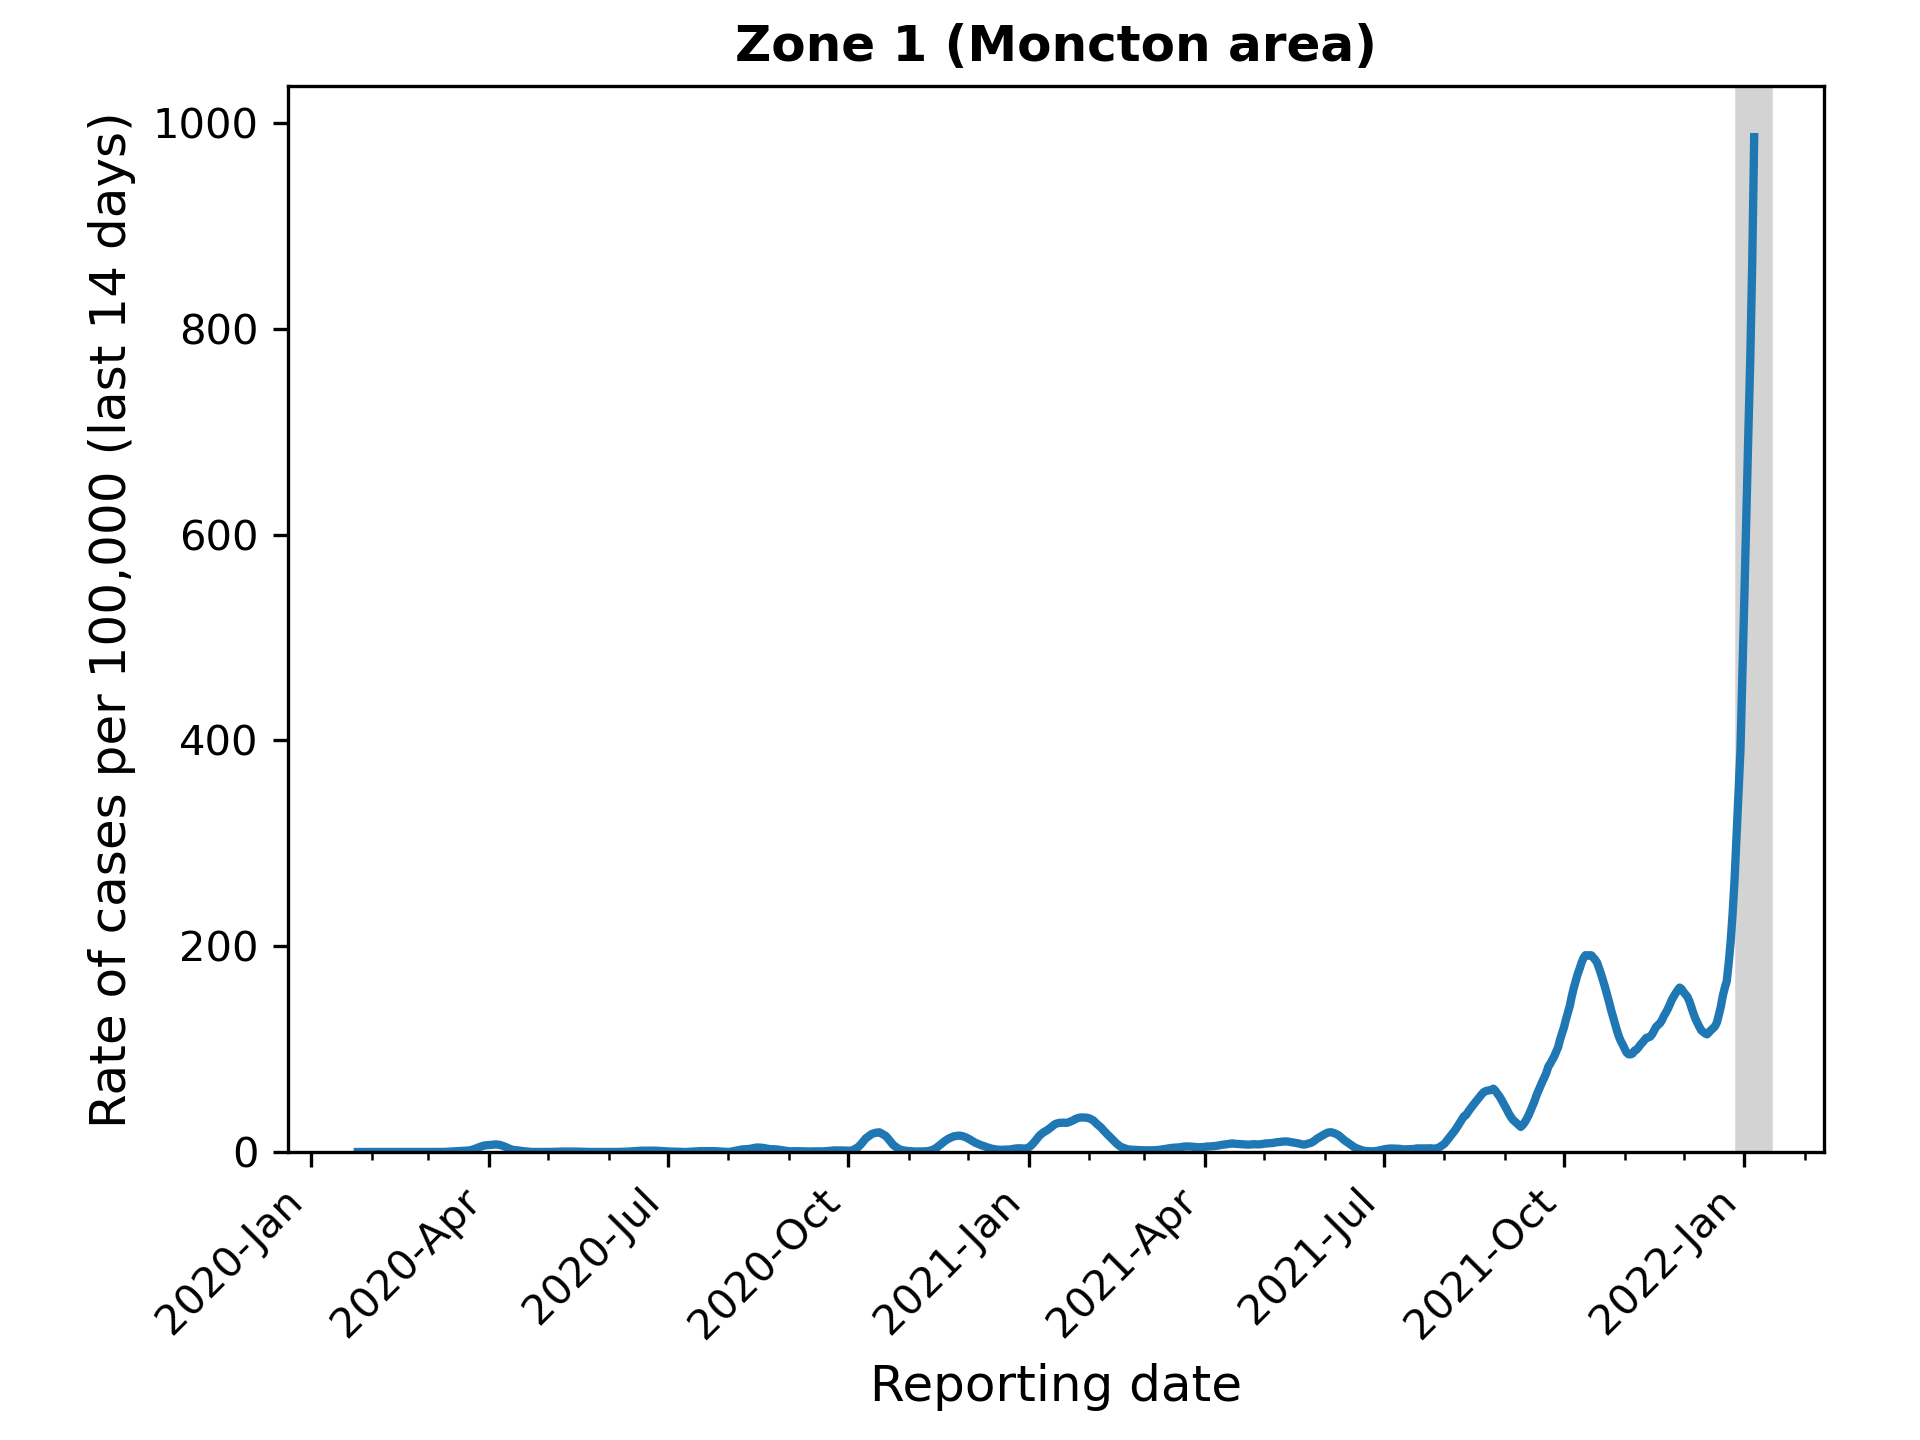 Zone 1 (Moncton area)
Rate of cases per 100,000 (last 14 days)
1000
800
600
400
200
0
2020-Jan
2020-Apr
2020-Jul
2020-Oct
2021-Jan
2021-Apr
2021-Jul
2021-Oct
2022-Jan
Reporting date